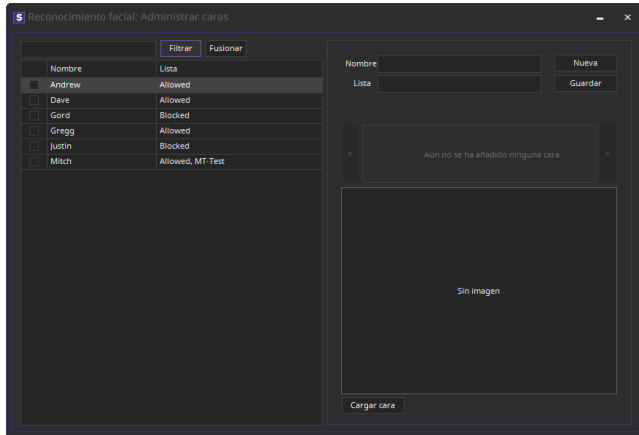 S Reconocimiento facial: Administrar caras
Filtrar Fusionar
Nombre Lista
Andrew Allowed
Dave Allowed
Gord Blocked
Gregg Allowed
Justin Blocked
Mitch Allowed, MT-Test
Nombre Nueva
Lista Guardar
< Aún no se ha añadido ninguna cara >
Sin imagen
Cargar cara